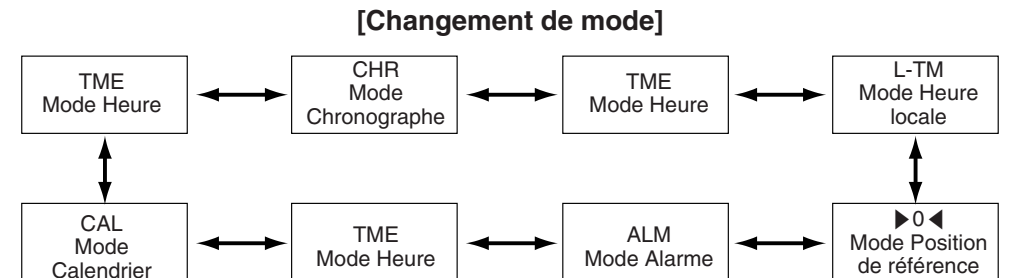 [Changement de mode]
TME
Mode Heure
CHR
Mode
Chronographe
TME
Mode Heure
L-TM
Mode Heure
locale
CAL
Mode
Calendrier
TME
Mode Heure
ALM
Mode Alarme
▶0◀
Mode Position
de référence